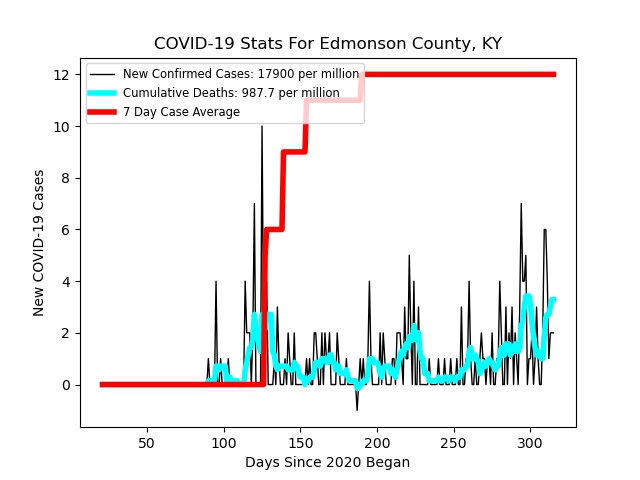 COVID-19 Stats For Edmonson County, KY
New Confirmed Cases: 17900 per million
Cumulative Deaths: 987.7 per million
7 Day Case Average
New COVID-19 Cases
12
10
8
6
4
2
0
50 100 150 200 250 300
Days Since 2020 Began